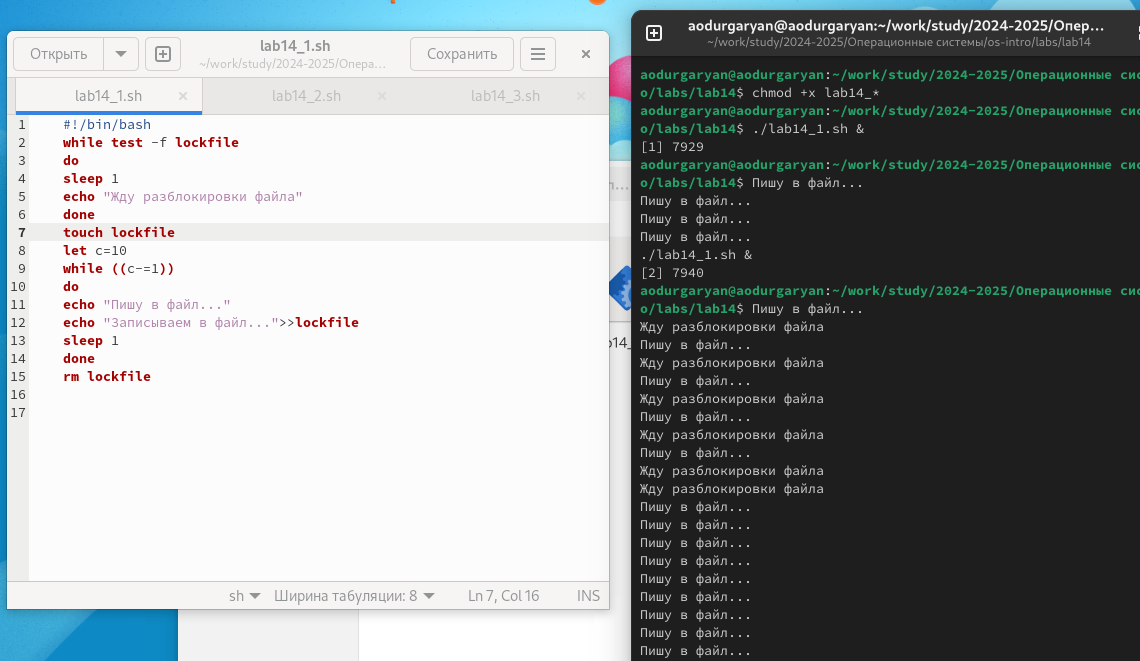 Открыть
lab14_1.sh
~/work/study/2024-2025/Опера...
Сохранить
lab14_1.sh
lab14_2.sh
lab14_3.sh
1 #!/bin/bash
2 while test -f lockfile
3 do
4 sleep 1
5 echo "Жду разблокировки файла"
6 done
7 touch lockfile
8 let c=10
9 while ((c-=1))
10 do
11 echo "Пишу в файл..."
12 echo "Записываем в файл...">>lockfile
13 sleep 1
14 done
15 rm lockfile
16
17
sh
Ширина табуляции: 8
Ln 7, Col 16
INS
aodurgaryan@aodurgaryan:~/work/study/2024-2025/Опер...
~/work/study/2024-2025/Операционные системы/os-intro/labs/lab14
aodurgaryan@aodurgaryan:~/work/study/2024-2025/Операционные сис
o/labs/lab14$ chmod +x lab14_*
aodurgaryan@aodurgaryan:~/work/study/2024-2025/Операционные сис
o/labs/lab14$ ./lab14_1.sh &
[1] 7929
aodurgaryan@aodurgaryan:~/work/study/2024-2025/Операционные сис
o/labs/lab14$ Пишу в файл...
Пишу в файл...
Пишу в файл...
Пишу в файл...
./lab14_1.sh &
[2] 7940
aodurgaryan@aodurgaryan:~/work/study/2024-2025/Операционные сис
o/labs/lab14$ Пишу в файл...
Жду разблокировки файла
Пишу в файл...
Жду разблокировки файла
Пишу в файл...
Жду разблокировки файла
Пишу в файл...
Жду разблокировки файла
Пишу в файл...
Жду разблокировки файла
Жду разблокировки файла
Пишу в файл...
Пишу в файл...
Пишу в файл...
Пишу в файл...
Пишу в файл...
Пишу в файл...
Пишу в файл...
Пишу в файл...
Пишу в файл...